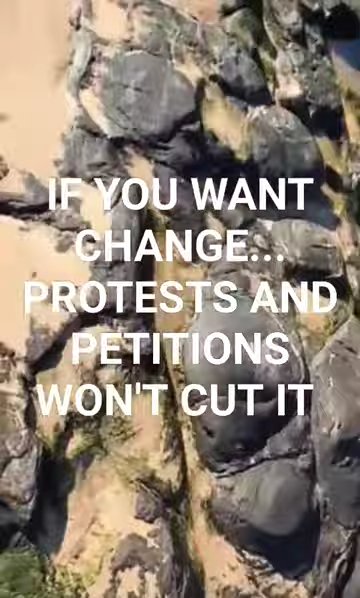 IF YOU WANT
CHANGE...
PROTESTS AND
PETITIONS
WON'T CUT IT